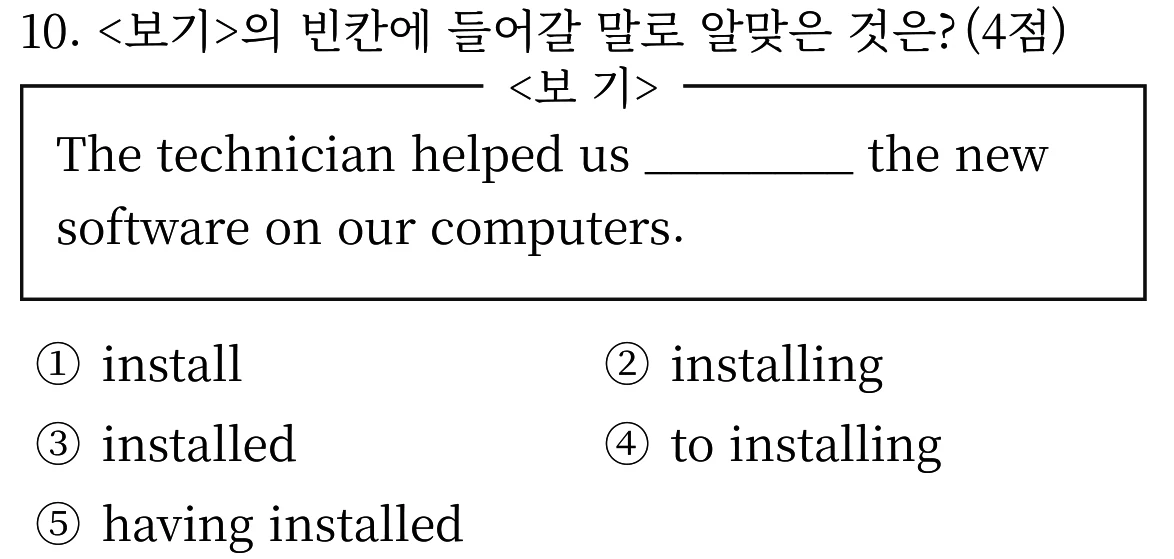 10. <보기>의 빈칸에 들어갈 말로 알맞은 것은?(4점)
<보 기>
The technician helped us ________ the new
software on our computers.
① install ② installing
③ installed ④ to installing
⑤ having installed